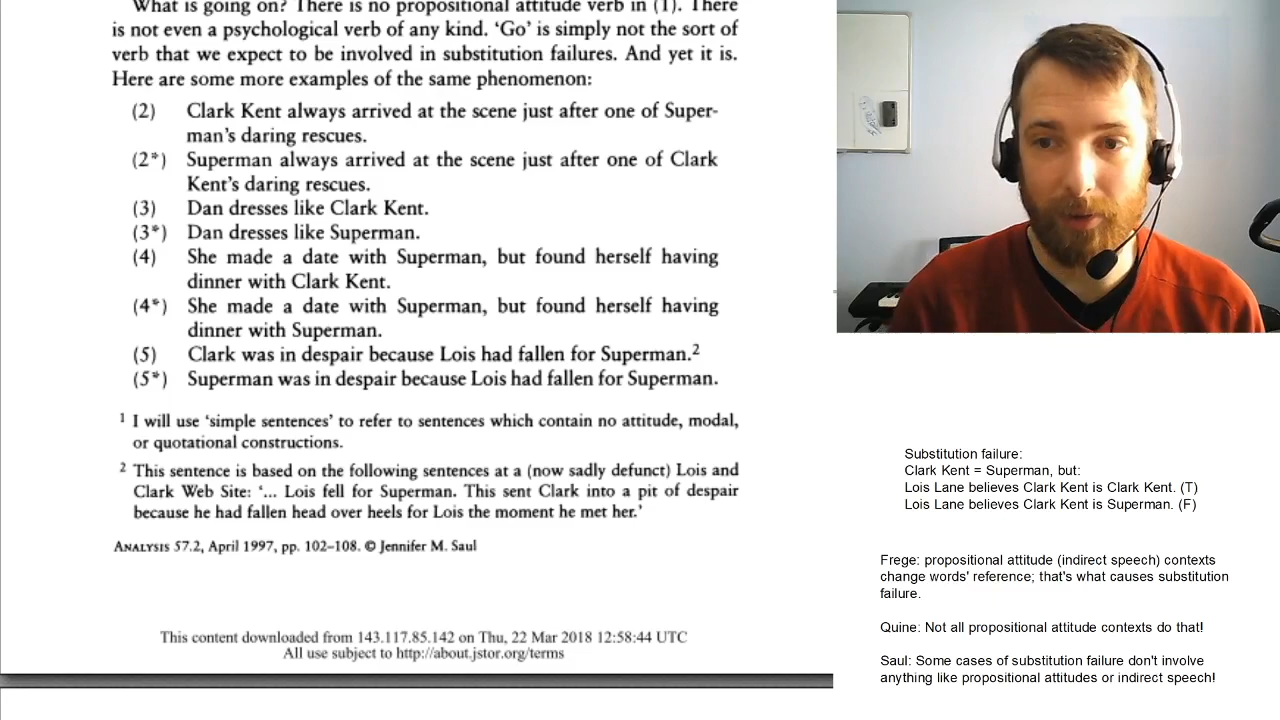 What is going on? There is no propositional attitude verb in (1). There
is not even a psychological verb of any kind. ‘Go’ is simply not the sort of
verb that we expect to be involved in substitution failures. And yet it is.
Here are some more examples of the same phenomenon:
(2) Clark Kent always arrived at the scene just after one of Super-
man’s daring rescues.
(2*) Superman always arrived at the scene just after one of Clark
Kent’s daring rescues.
(3) Dan dresses like Clark Kent.
(3*) Dan dresses like Superman.
(4) She made a date with Superman, but found herself having
dinner with Clark Kent.
(4*) She made a date with Superman, but found herself having
dinner with Superman.
(5) Clark was in despair because Lois had fallen for Superman.²
(5*) Superman was in despair because Lois had fallen for Superman.
¹ I will use ‘simple sentences’ to refer to sentences which contain no attitude, modal,
or quotational constructions.
² This sentence is based on the following sentences at a (now sadly defunct) Lois and
Clark Web Site: ‘... Lois fell for Superman. This sent Clark into a pit of despair
because he had fallen head over heels for Lois the moment he met her.’
ANALYSIS 57.2, April 1997, pp. 102–108. © Jennifer M. Saul
This content downloaded from 143.117.85.142 on Thu, 22 Mar 2018 12:58:44 UTC
All use subject to http://about.jstor.org/terms
Substitution failure:
Clark Kent = Superman, but:
Lois Lane believes Clark Kent is Clark Kent. (T)
Lois Lane believes Clark Kent is Superman. (F)
Frege: propositional attitude (indirect speech) contexts
change words' reference; that's what causes substitution
failure.
Quine: Not all propositional attitude contexts do that!
Saul: Some cases of substitution failure don't involve
anything like propositional attitudes or indirect speech!